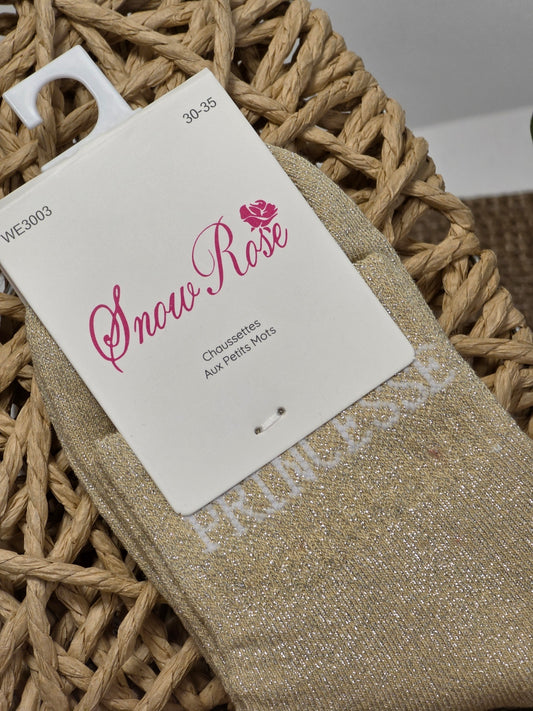 WE3003
30-35
Snow Rose
Chaussettes
Aux Petits Mots
PRINCESSE